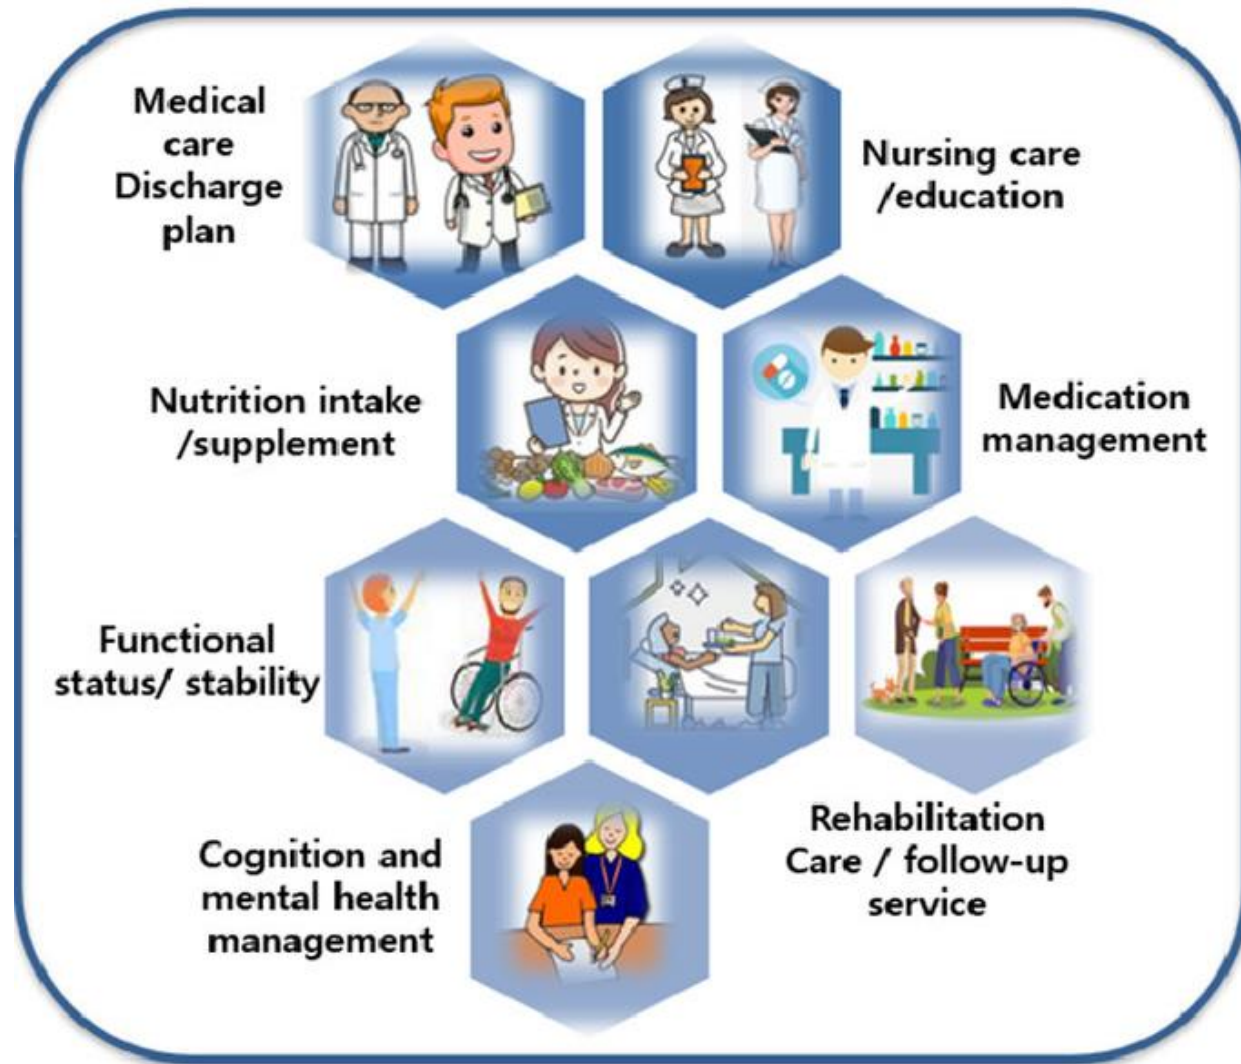 Medical
care
Discharge
plan
Nursing care
/education
Nutrition intake
/supplement
Medication
management
Functional
status/ stability
Rehabilitation
Care / follow-up
service
Cognition and
mental health
management